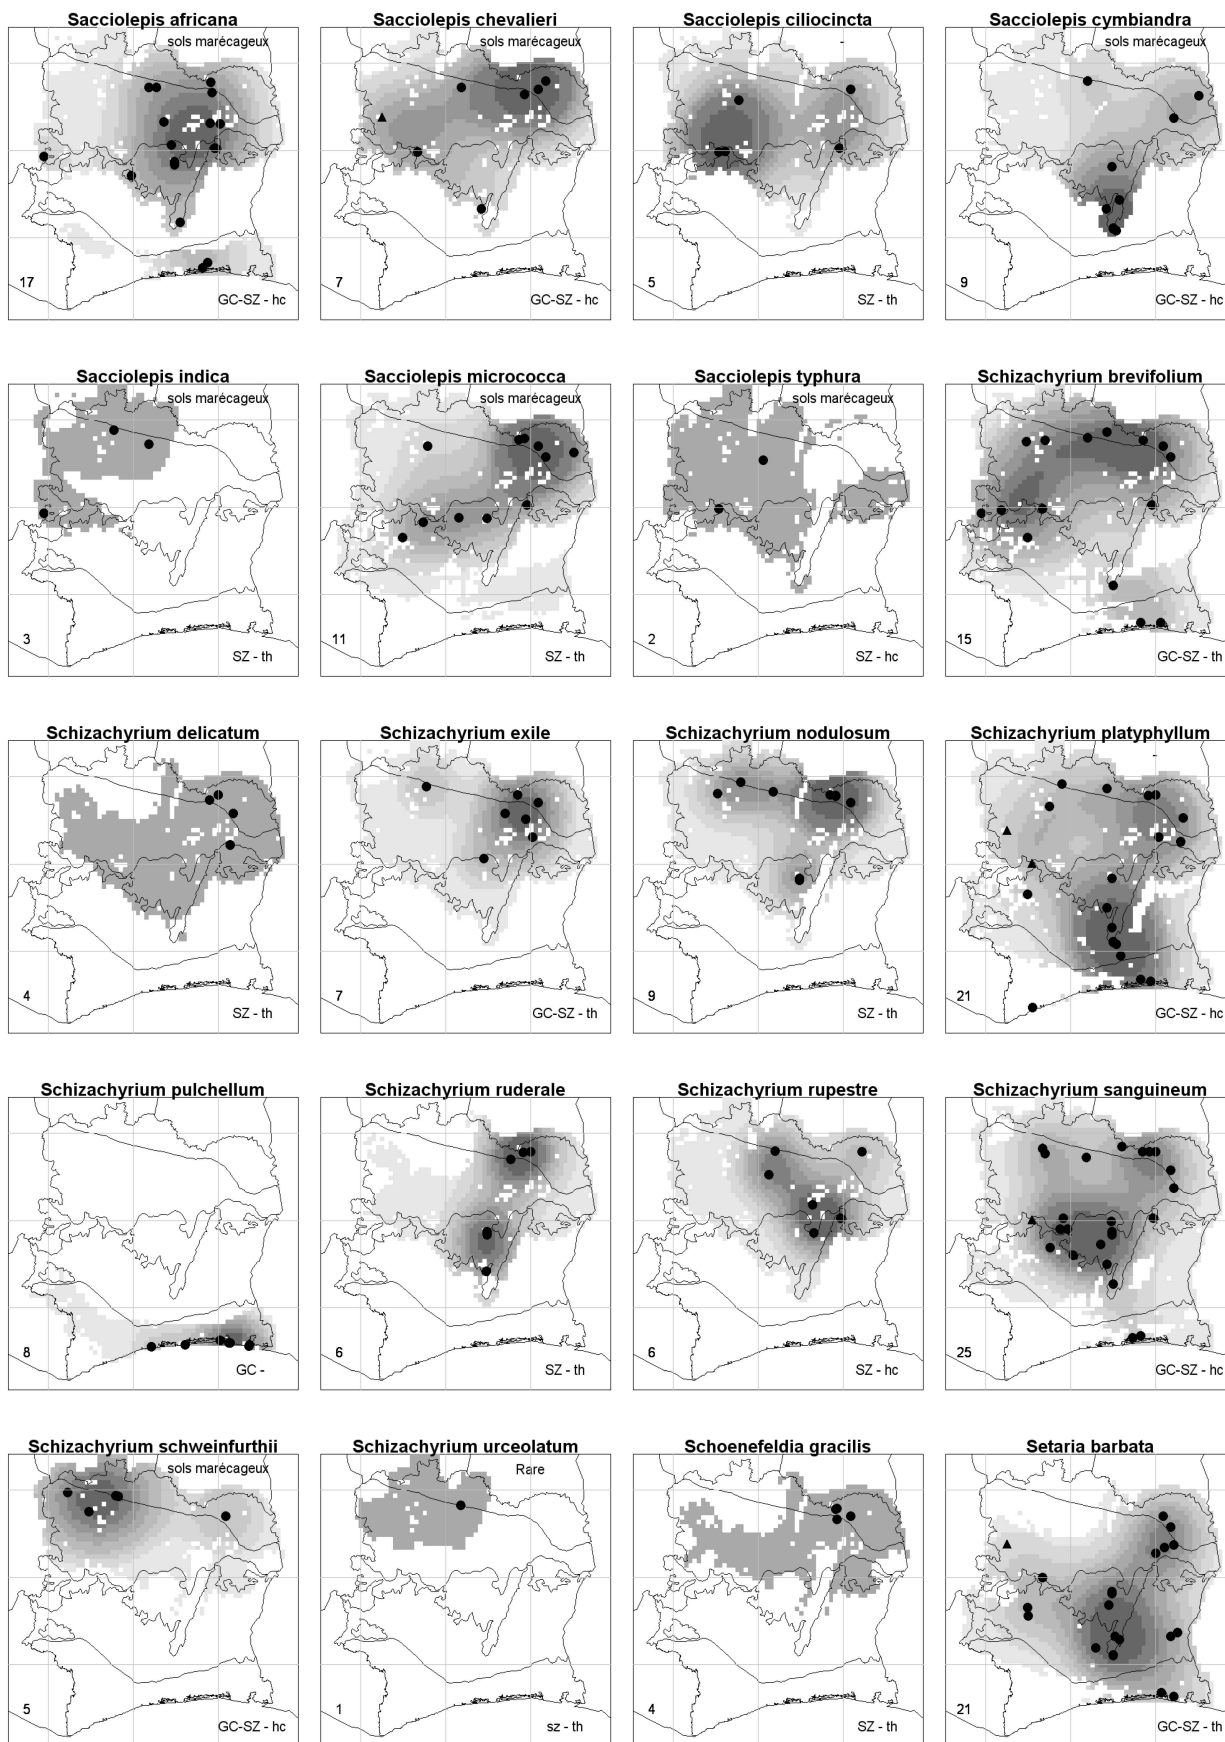 Sacciolepis africana
sols marécageux
17
GC-SZ - hc
Sacciolepis chevalieri
sols marécageux
7
GC-SZ - hc
Sacciolepis ciliocincta
-
5
SZ - th
Sacciolepis cymbiandra
sols marécageux
9
GC-SZ - hc
Sacciolepis indica
sols marécageux
3
SZ - th
Sacciolepis micrococca
sols marécageux
11
SZ - th
Sacciolepis typhura
sols marécageux
2
SZ - hc
Schizachyrium brevifolium
15
GC-SZ - th
Schizachyrium delicatum
4
SZ - th
Schizachyrium exile
7
GC-SZ - th
Schizachyrium nodulosum
9
SZ - th
Schizachyrium platyphyllum
21
GC-SZ - hc
Schizachyrium pulchellum
8
GC -
Schizachyrium ruderale
6
SZ - th
Schizachyrium rupestre
6
SZ - hc
Schizachyrium sanguineum
25
GC-SZ - hc
Schizachyrium schweinfurthii
sols marécageux
5
GC-SZ - hc
Schizachyrium urceolatum
Rare
1
sz - th
Schoenefeldia gracilis
4
SZ - th
Setaria barbata
21
GC-SZ - th